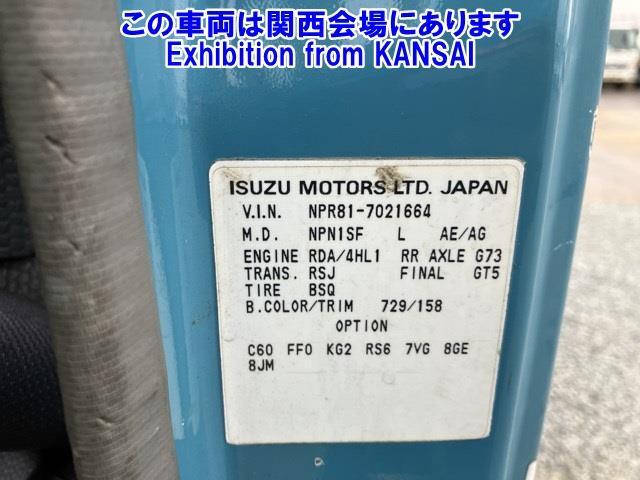 この車両は関西会場にあります
Exhibition from KANSAI
ISUZU MOTORS LTD. JAPAN
V.I.N. NPR81-7021664
M.D. NPN1SF L AE/AG
ENGINE RDA/4HL1 RR AXLE G73
TRANS. RSJ FINAL GT5
TIRE BSQ
B.COLOR/TRIM 729/158
OPTION
C60 FF0 KG2 RS6 7VG 8GE
8JM